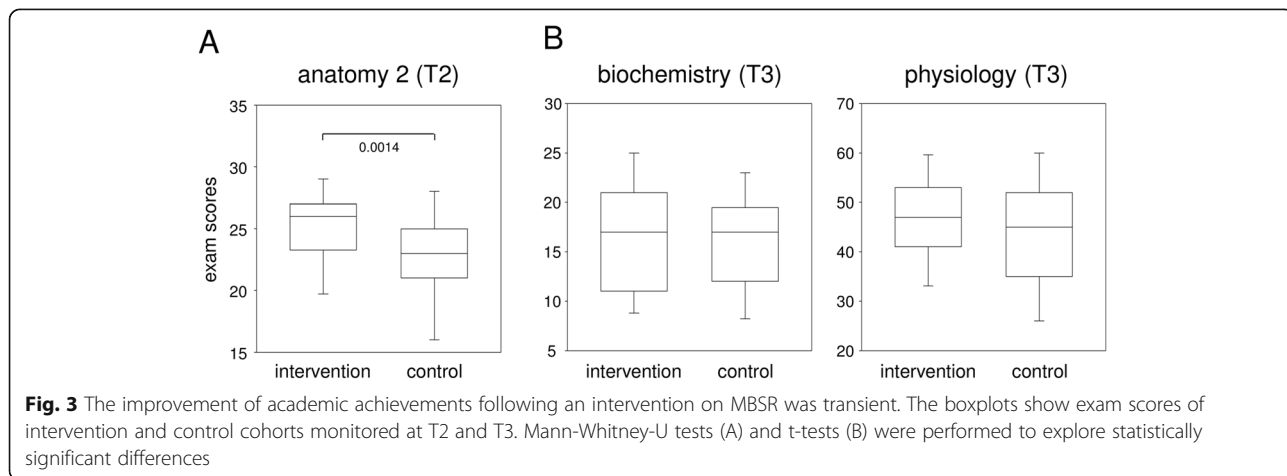 A
B
anatomy 2 (T2)
biochemistry (T3)
physiology (T3)
exam scores
35
30
25
20
15
0.0014
intervention control
30
25
20
15
10
5
intervention control
70
60
50
40
30
20
intervention control
Fig. 3 The improvement of academic achievements following an intervention on MBSR was transient. The boxplots show exam scores of
intervention and control cohorts monitored at T2 and T3. Mann-Whitney-U tests (A) and t-tests (B) were performed to explore statistically
significant differences